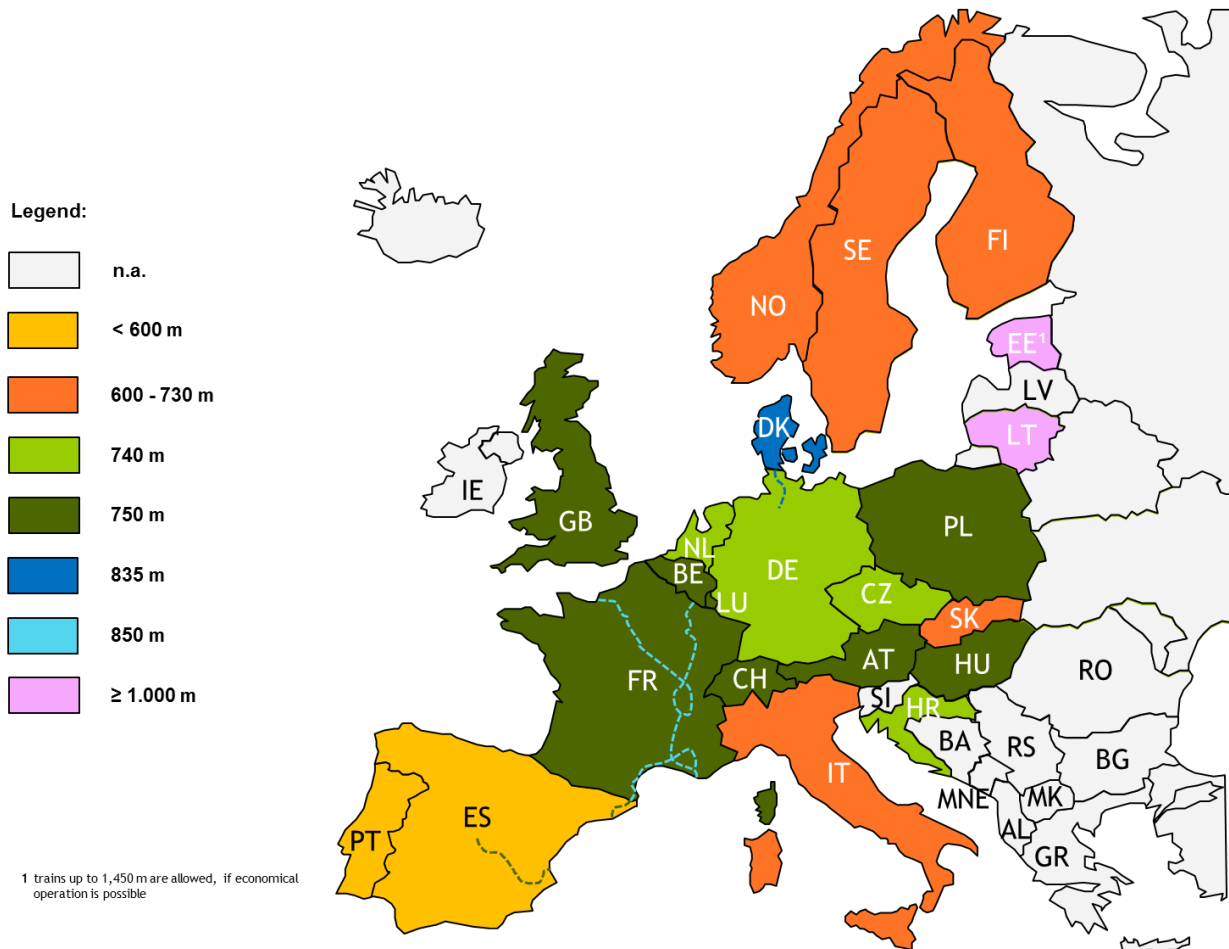 Legend:
n.a.
< 600 m
600 - 730 m
740 m
750 m
835 m
850 m
≥ 1.000 m
FI
SE
NO
EE¹
LV
DK
LT
IE
GB
PL
NL
BE
DE
LU
CZ
SK
AT
HU
FR
CH
RO
SI
HR
BA
RS
BG
IT
MNE
MK
ES
PT
AL
GR
1 trains up to 1,450 m are allowed, if economical
operation is possible